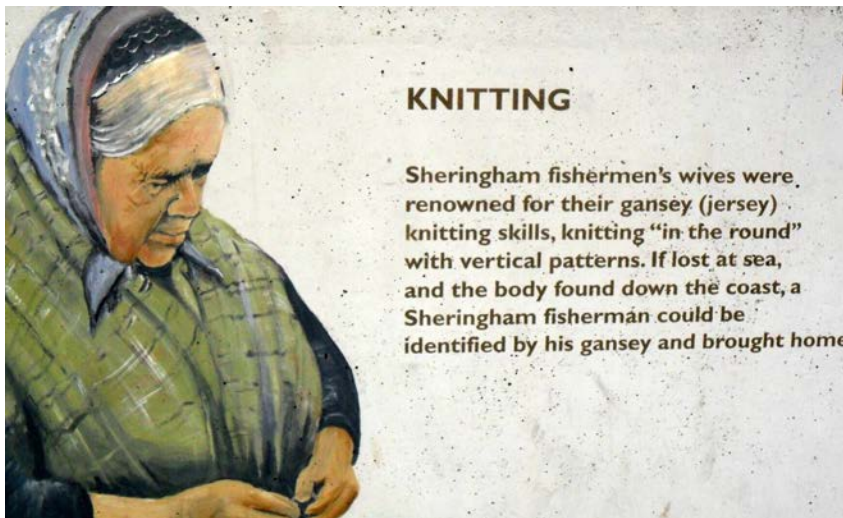 KNITTING
Sheringham fishermen's wives were
renowned for their gansey (jersey)
knitting skills, knitting “in the round”
with vertical patterns. If lost at sea,
and the body found down the coast, a
Sheringham fisherman could be
identified by his gansey and brought home